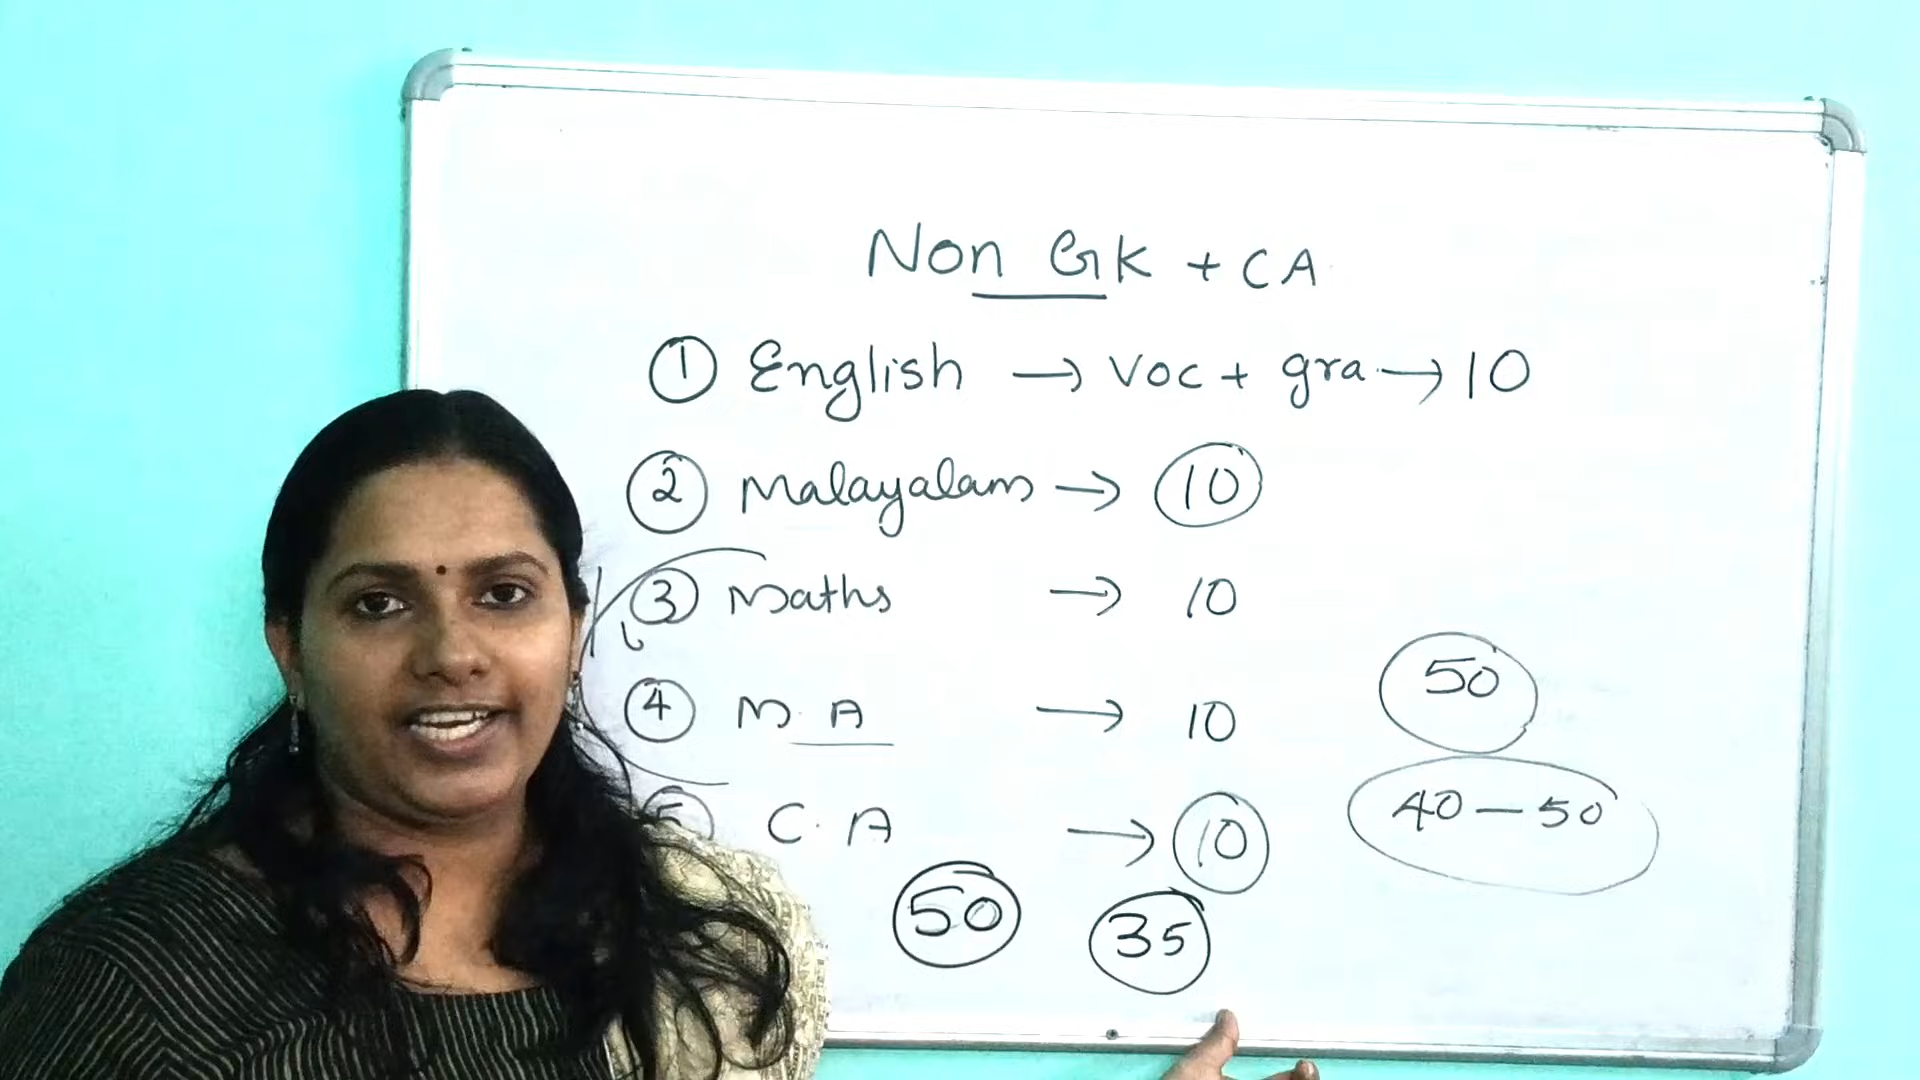 Non GK + CA
① English → voc + gra. → 10
② Malayalam → 10
③ Maths → 10
④ M. A → 10
50
⑤ C. A → 10
40 — 50
50 35